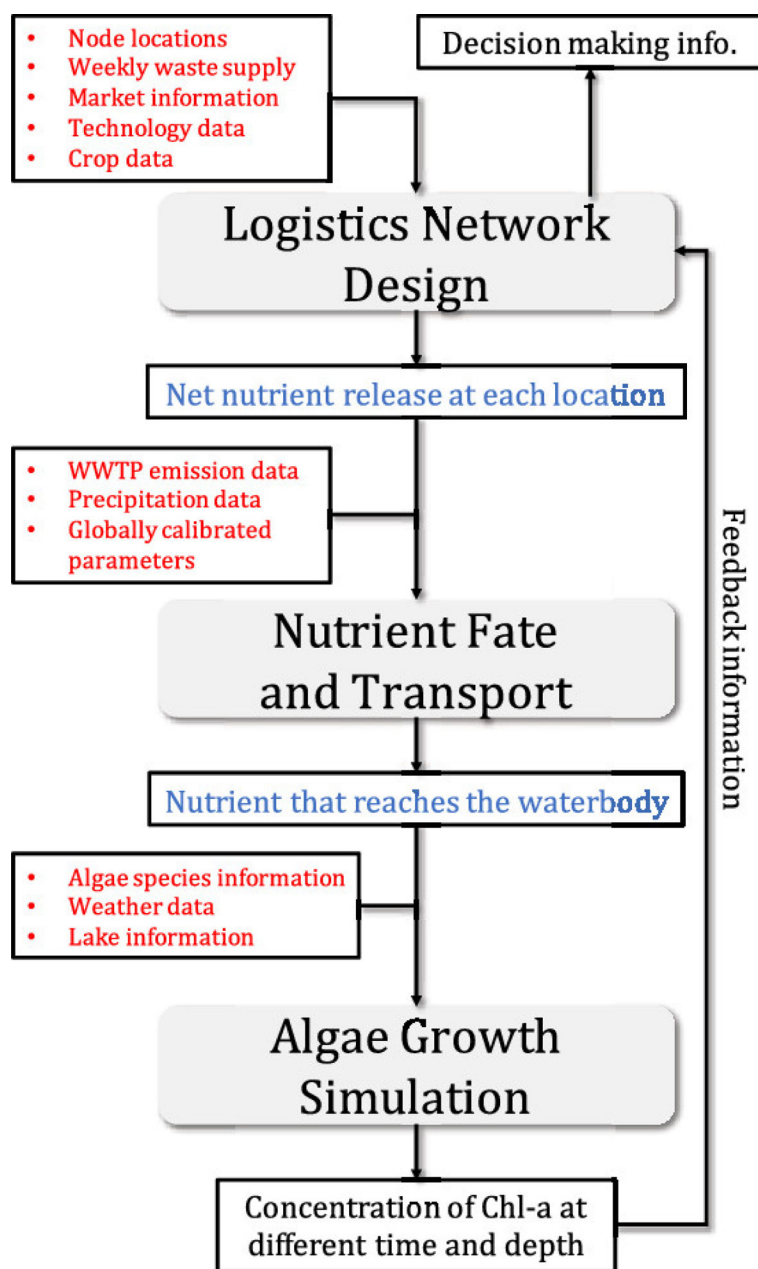 • Node locations
• Weekly waste supply
• Market information
• Technology data
• Crop data
Decision making info.
Logistics Network
Design
Net nutrient release at each location
• WWTP emission data
• Precipitation data
• Globally calibrated
parameters
Nutrient Fate
and Transport
Nutrient that reaches the waterbody
• Algae species information
• Weather data
• Lake information
Algae Growth
Simulation
Concentration of Chl-a at
different time and depth
Feedback information